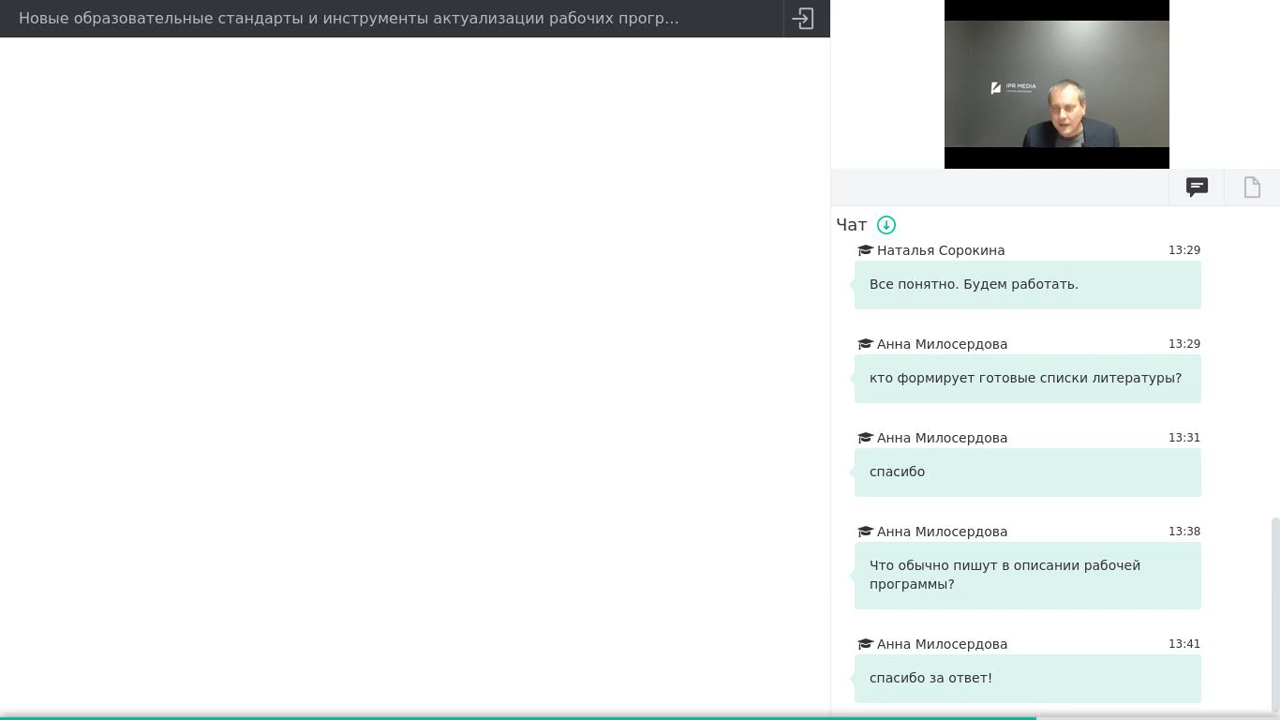 Новые образовательные стандарты и инструменты актуализации рабочих прогр...
IPR MEDIA
Чат
Наталья Сорокина 13:29
Все понятно. Будем работать.
Анна Милосердова 13:29
кто формирует готовые списки литературы?
Анна Милосердова 13:31
спасибо
Анна Милосердова 13:38
Что обычно пишут в описании рабочей
программы?
Анна Милосердова 13:41
спасибо за ответ!